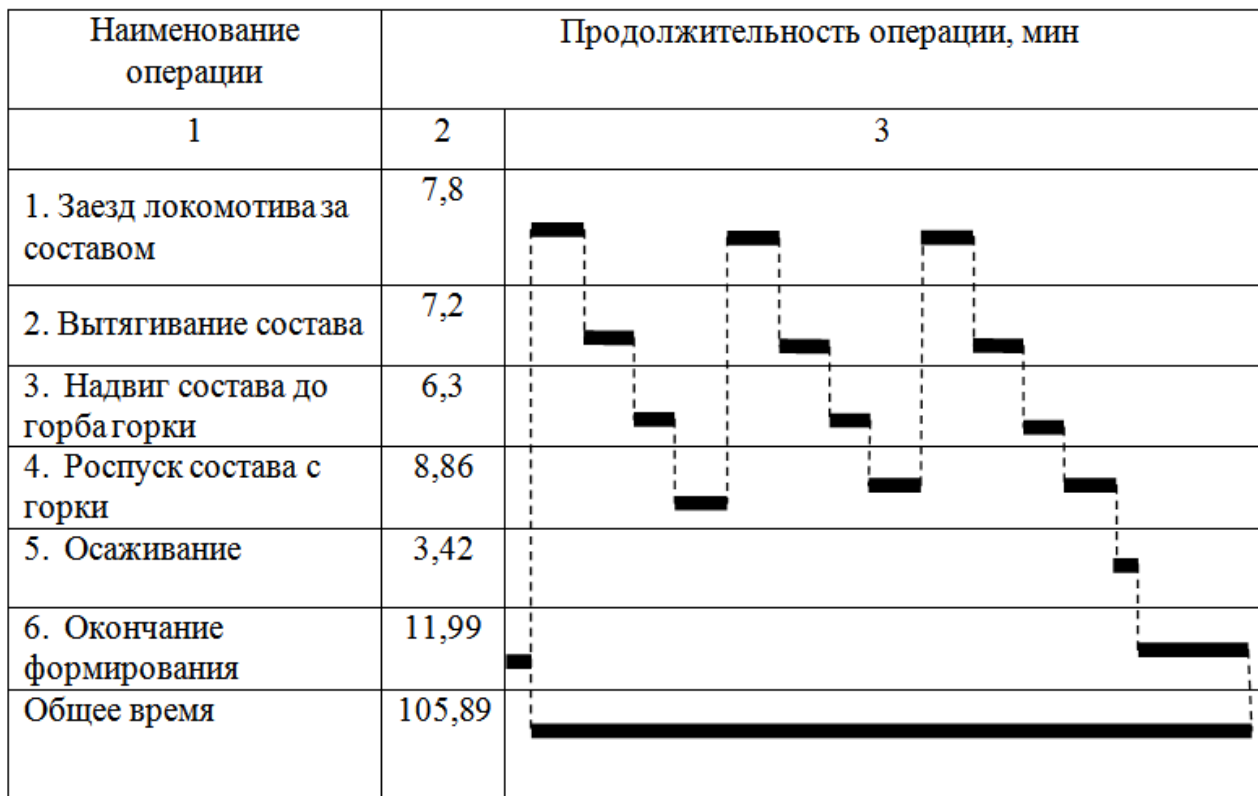 Наименование
операции
Продолжительность операции, мин
1
2
3
1. Заезд локомотива за
составом
7,8
2. Вытягивание состава
7,2
3. Надвиг состава до
горба горки
6,3
4. Роспуск состава с
горки
8,86
5. Осаживание
3,42
6. Окончание
формирования
11,99
Общее время
105,89